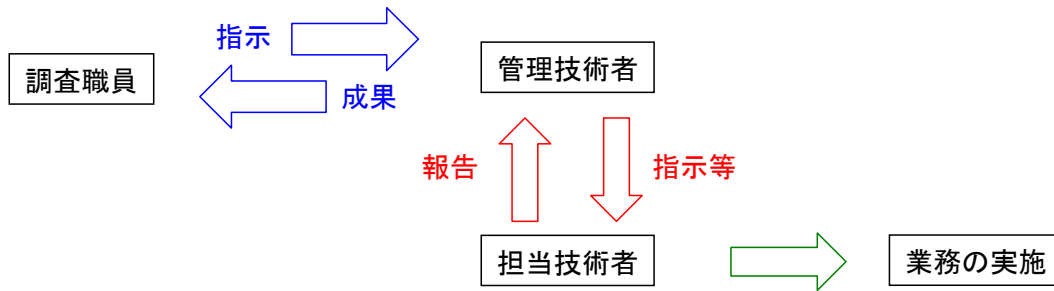 指示
調査職員
管理技術者
成果
報告
指示等
担当技術者
業務の実施